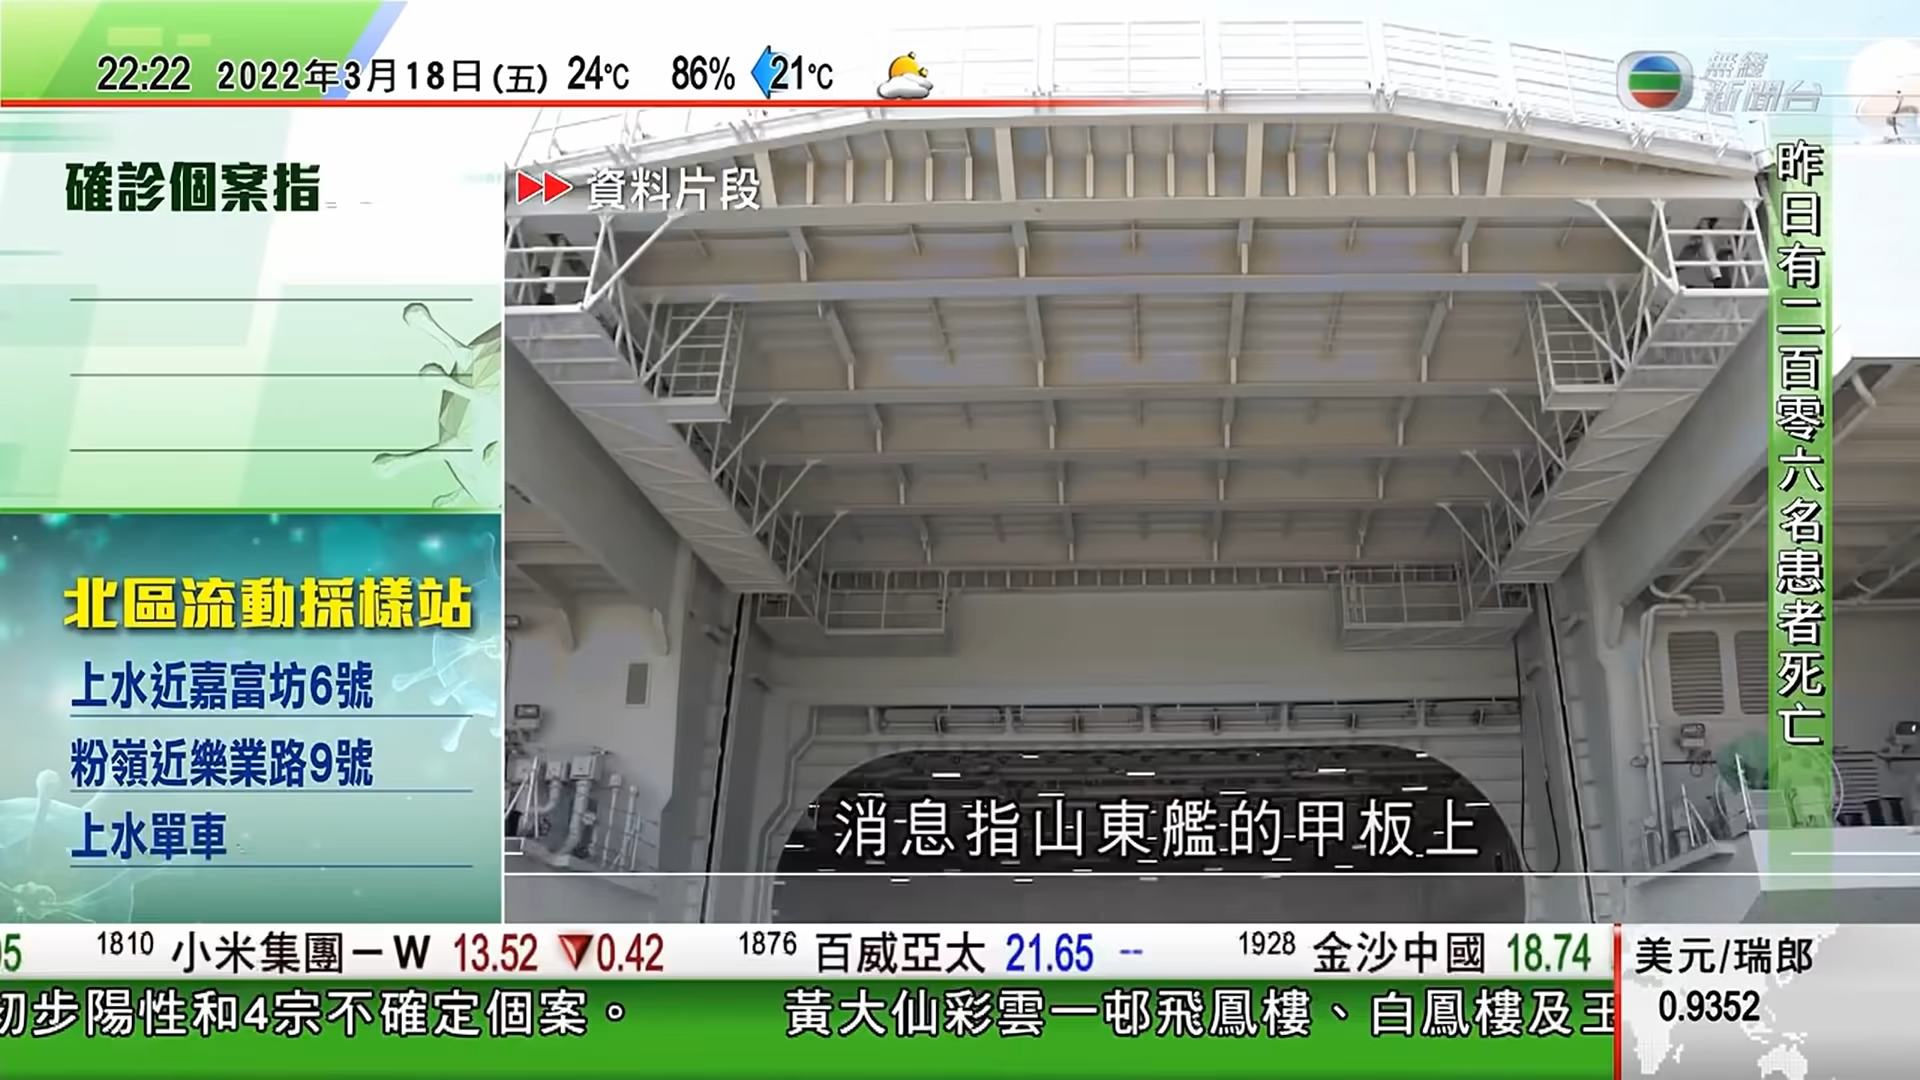 22:22 2022年3月18日(五) 24℃ 86% 21℃
無綫
新聞台
確診個案指
資料片段
昨日有二百零六名患者死亡
北區流動採樣站
上水近嘉富坊6號
粉嶺近樂業路9號
上水單車
消息指山東艦的甲板上
1810 小米集團－W 13.52 ▼0.42 1876 百威亞太 21.65 -- 1928 金沙中國 18.74
初步陽性和4宗不確定個案。 黃大仙彩雲一邨飛鳳樓、白鳳樓及玉
美元/瑞郎
0.9352